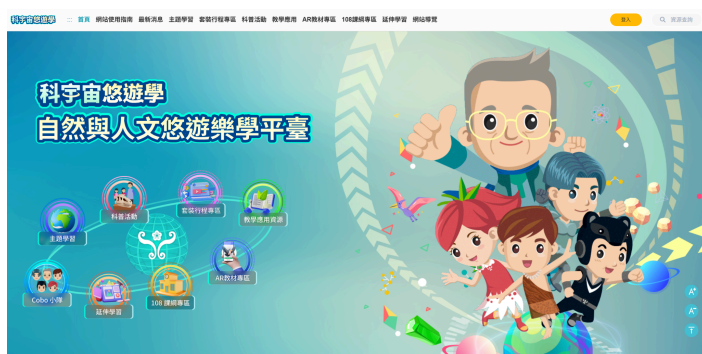 科宇宙悠遊學
首頁 網站使用指南 最新消息 主題學習 套裝行程專區 科普活動 教學應用 AR教材專區 108課綱專區 延伸學習 網站導覽
登入
資源查詢
科宇宙悠遊學
自然與人文悠遊樂學平臺
科普活動
套裝行程專區
教學應用資源
主題學習
AR教材專區
Cobo 小隊
延伸學習
108 課綱專區
A+
A-